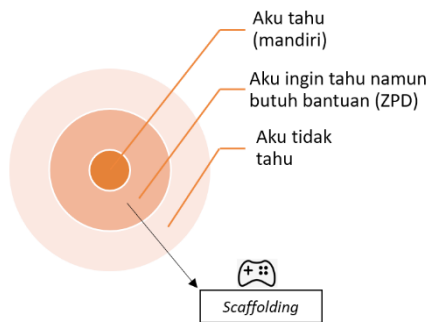 Aku tahu
(mandiri)
Aku ingin tahu namun
butuh bantuan (ZPD)
Aku tidak
tahu
Scaffolding